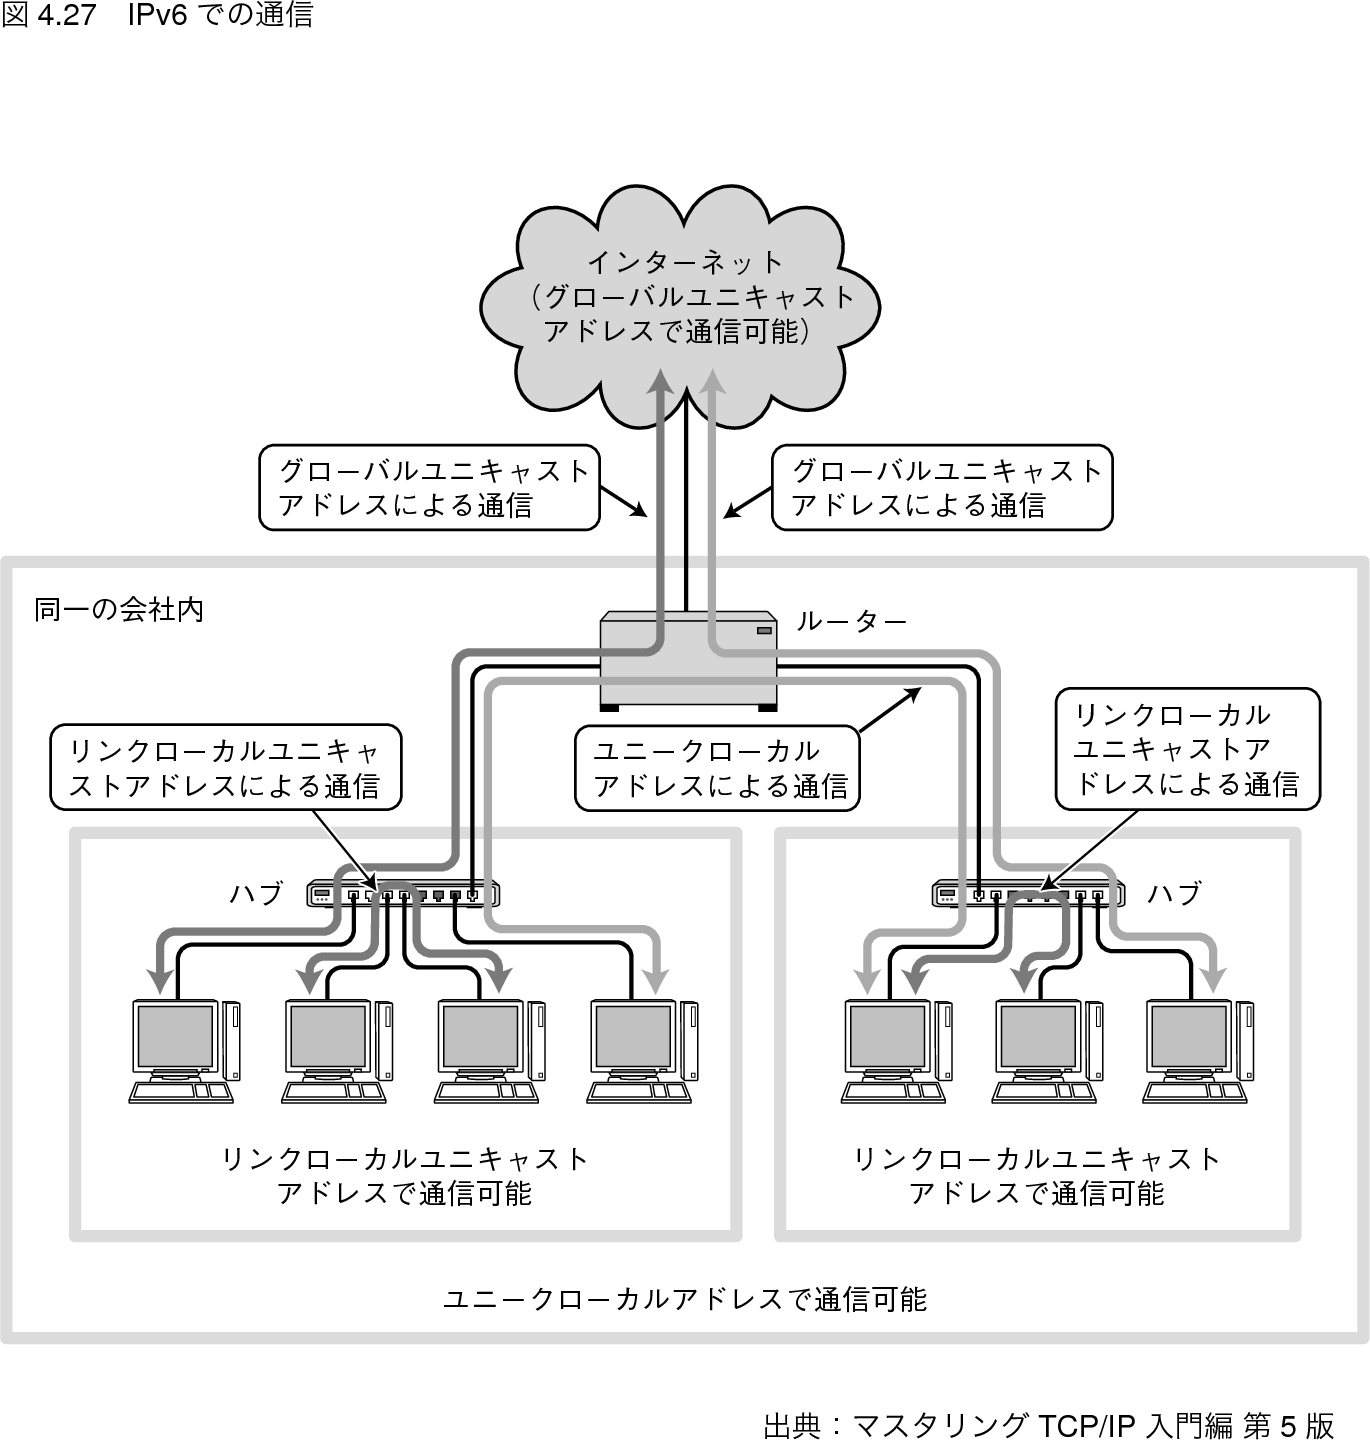 図 4.27　IPv6 での通信
インターネット
（グローバルユニキャスト
アドレスで通信可能）
グローバルユニキャスト
アドレスによる通信
グローバルユニキャスト
アドレスによる通信
同一の会社内
ルーター
リンクローカルユニキャ
ストアドレスによる通信
ユニークローカル
アドレスによる通信
リンクローカル
ユニキャストア
ドレスによる通信
ハブ
ハブ
リンクローカルユニキャスト
アドレスで通信可能
リンクローカルユニキャスト
アドレスで通信可能
ユニークローカルアドレスで通信可能
出典：マスタリング TCP/IP 入門編 第 5 版